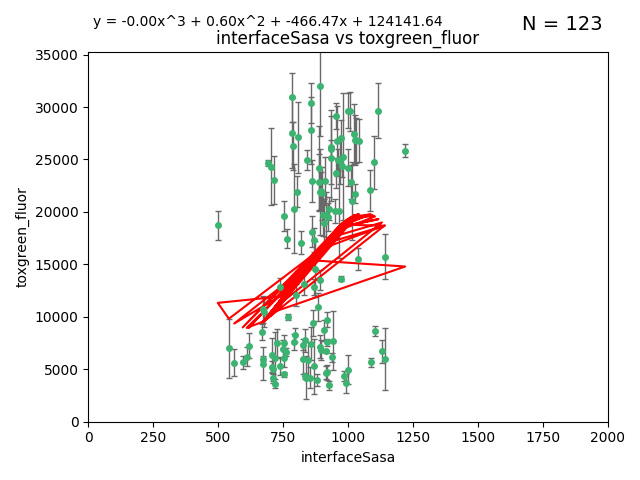 y = -0.00x^3 + 0.60x^2 + -466.47x + 124141.64
N = 123
interfaceSasa vs toxgreen_fluor
35000
30000
25000
20000
15000
10000
5000
0
toxgreen_fluor
0 250 500 750 1000 1250 1500 1750 2000
interfaceSasa